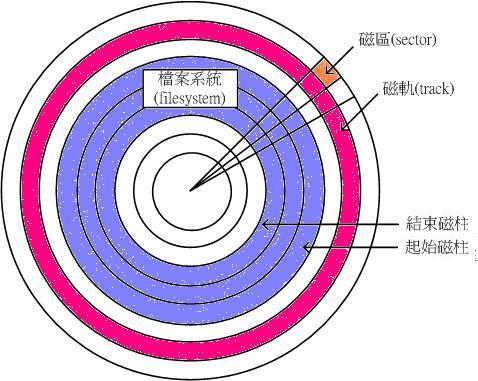 磁區(sector)
檔案系統
(filesystem)
磁軌(track)
結束磁柱
起始磁柱